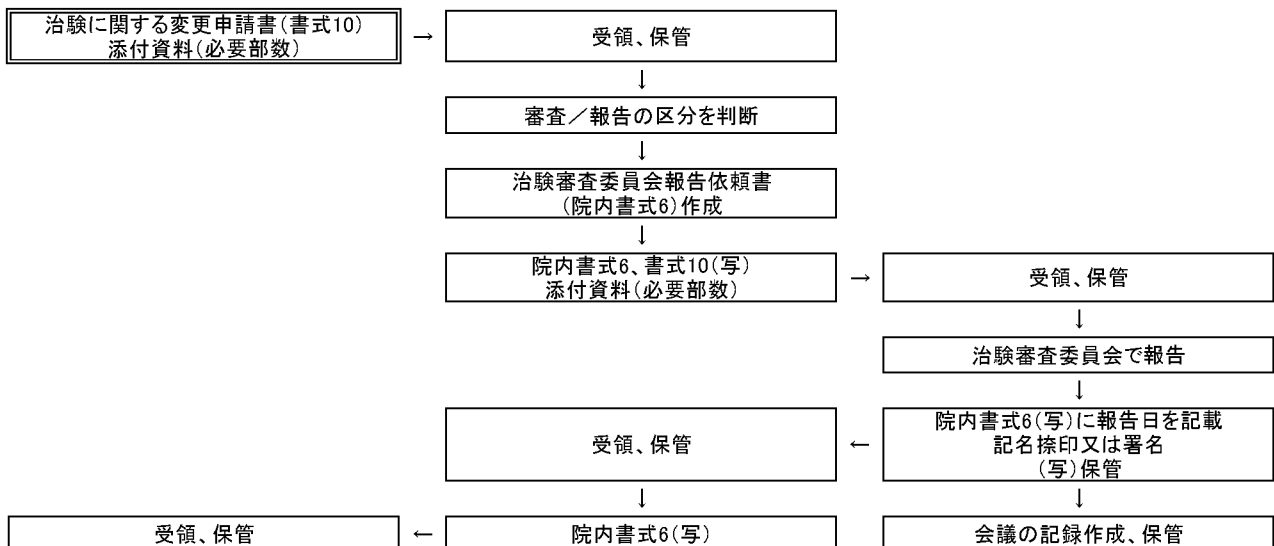 治験に関する変更申請書(書式10)
添付資料(必要部数)
→
受領、保管
↓
審査／報告の区分を判断
↓
治験審査委員会報告依頼書
(院内書式6)作成
↓
院内書式6、書式10(写)
添付資料(必要部数)
→
受領、保管
↓
治験審査委員会で報告
↓
院内書式6(写)に報告日を記載
記名捺印又は署名
(写)保管
←
受領、保管
↓
↓
会議の記録作成、保管
院内書式6(写)
←
受領、保管